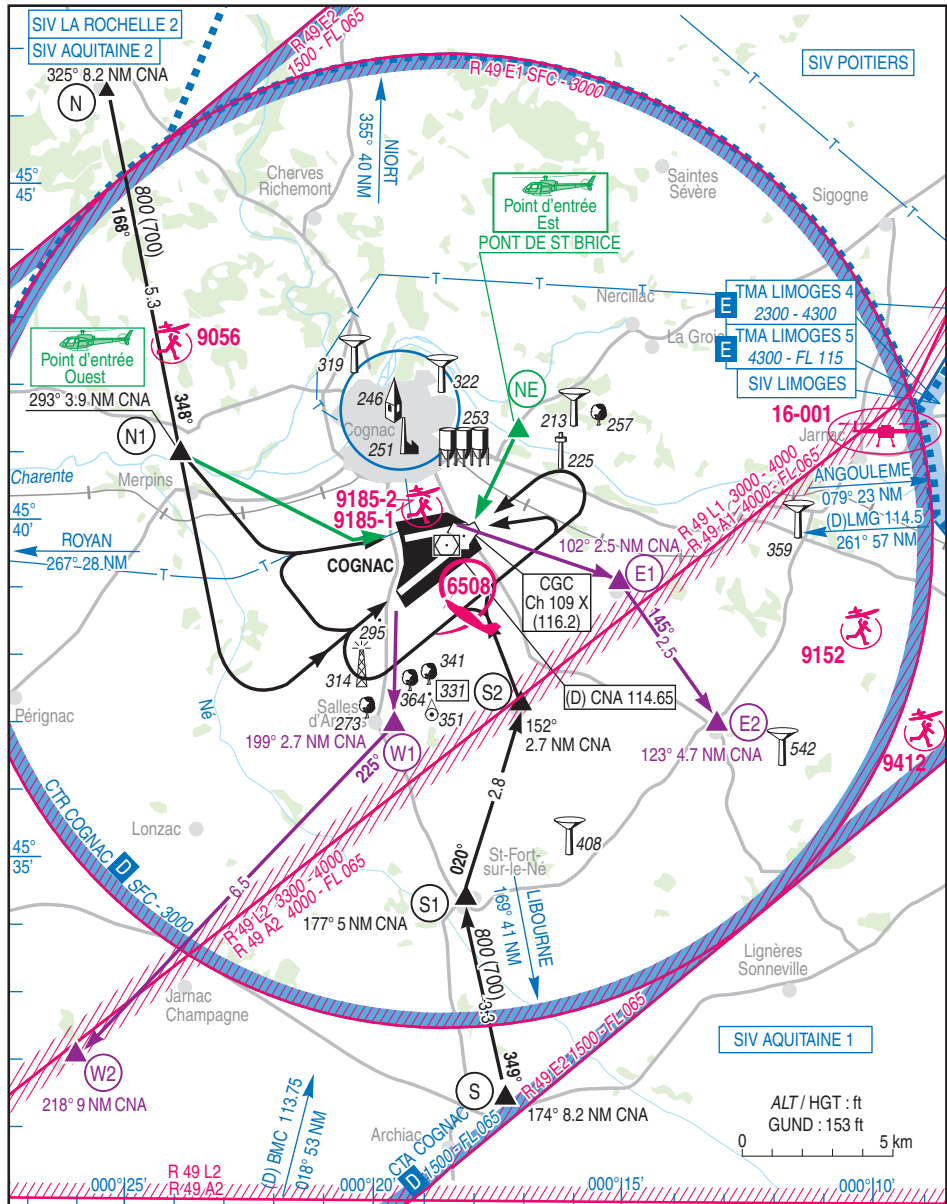 SIV LA ROCHELLE 2
SIV AQUITAINE 2
325° 8.2 NM CNA
N
R 49 E2
1500 - FL 065
R 49 E1 SFC - 3000
SIV POITIERS
355° 40 NM
NIORT
45°
45'
Cherves
Richemont
Point d'entrée
Est
PONT DE ST BRICE
Saintes
Sévère
Sigogne
800 (700)
168°
5.3
348°
9056
Point d'entrée
Ouest
293° 3.9 NM CNA
N1
Nercillac
La Groie
E
TMA LIMOGES 4
2300 - 4300
E
TMA LIMOGES 5
4300 - FL 115
SIV LIMOGES
319
322
246
Cognac
251
253
NE
213
257
225
16-001
Jarnac
Charente
Merpins
9185-2
9185-1
45°
40'
ROYAN
267° 28 NM
COGNAC
ANGOULEME
079° 23 NM
(D)LMG 114.5
261° 57 NM
359
R 49 L1 3000 - 4000
R 49 A1 4000 - FL 065
102° 2.5 NM CNA
E1
6508
CGC
Ch 109 X
(116.2)
145°
2.5
9152
295
314
341
364
331
351
273
Salles
d'A
S2
152°
2.7 NM CNA
(D) CNA 114.65
E2
123° 4.7 NM CNA
542
9412
Né
Pérignac
199° 2.7 NM CNA
W1
225°
2.8
Lonzac
CTR COGNAC D SFC - 3000
6.5
R 49 L2 3300 - 4000
R 49 A2 4000 - FL 065
45°
35'
408
020°
St-Fort-
sur-le-Né
S1
177° 5 NM CNA
LIBOURNE
169° 41 NM
800 (700)
3.3
349°
Lignères
Sonneville
Jarnac
Champagne
W2
218° 9 NM CNA
SIV AQUITAINE 1
R 49 E2 1500 - FL 065
S
174° 8.2 NM CNA
Archiac
CTA COGNAC
D 1500 - FL 065
(D) BMC 113.75
018° 53 NM
ALT / HGT : ft
GUND : 153 ft
0 5 km
R 49 L2
R 49 A2
000° 25'
000° 20'
000° 15'
000° 10'
T
T
T
T
T
T
T
T
T